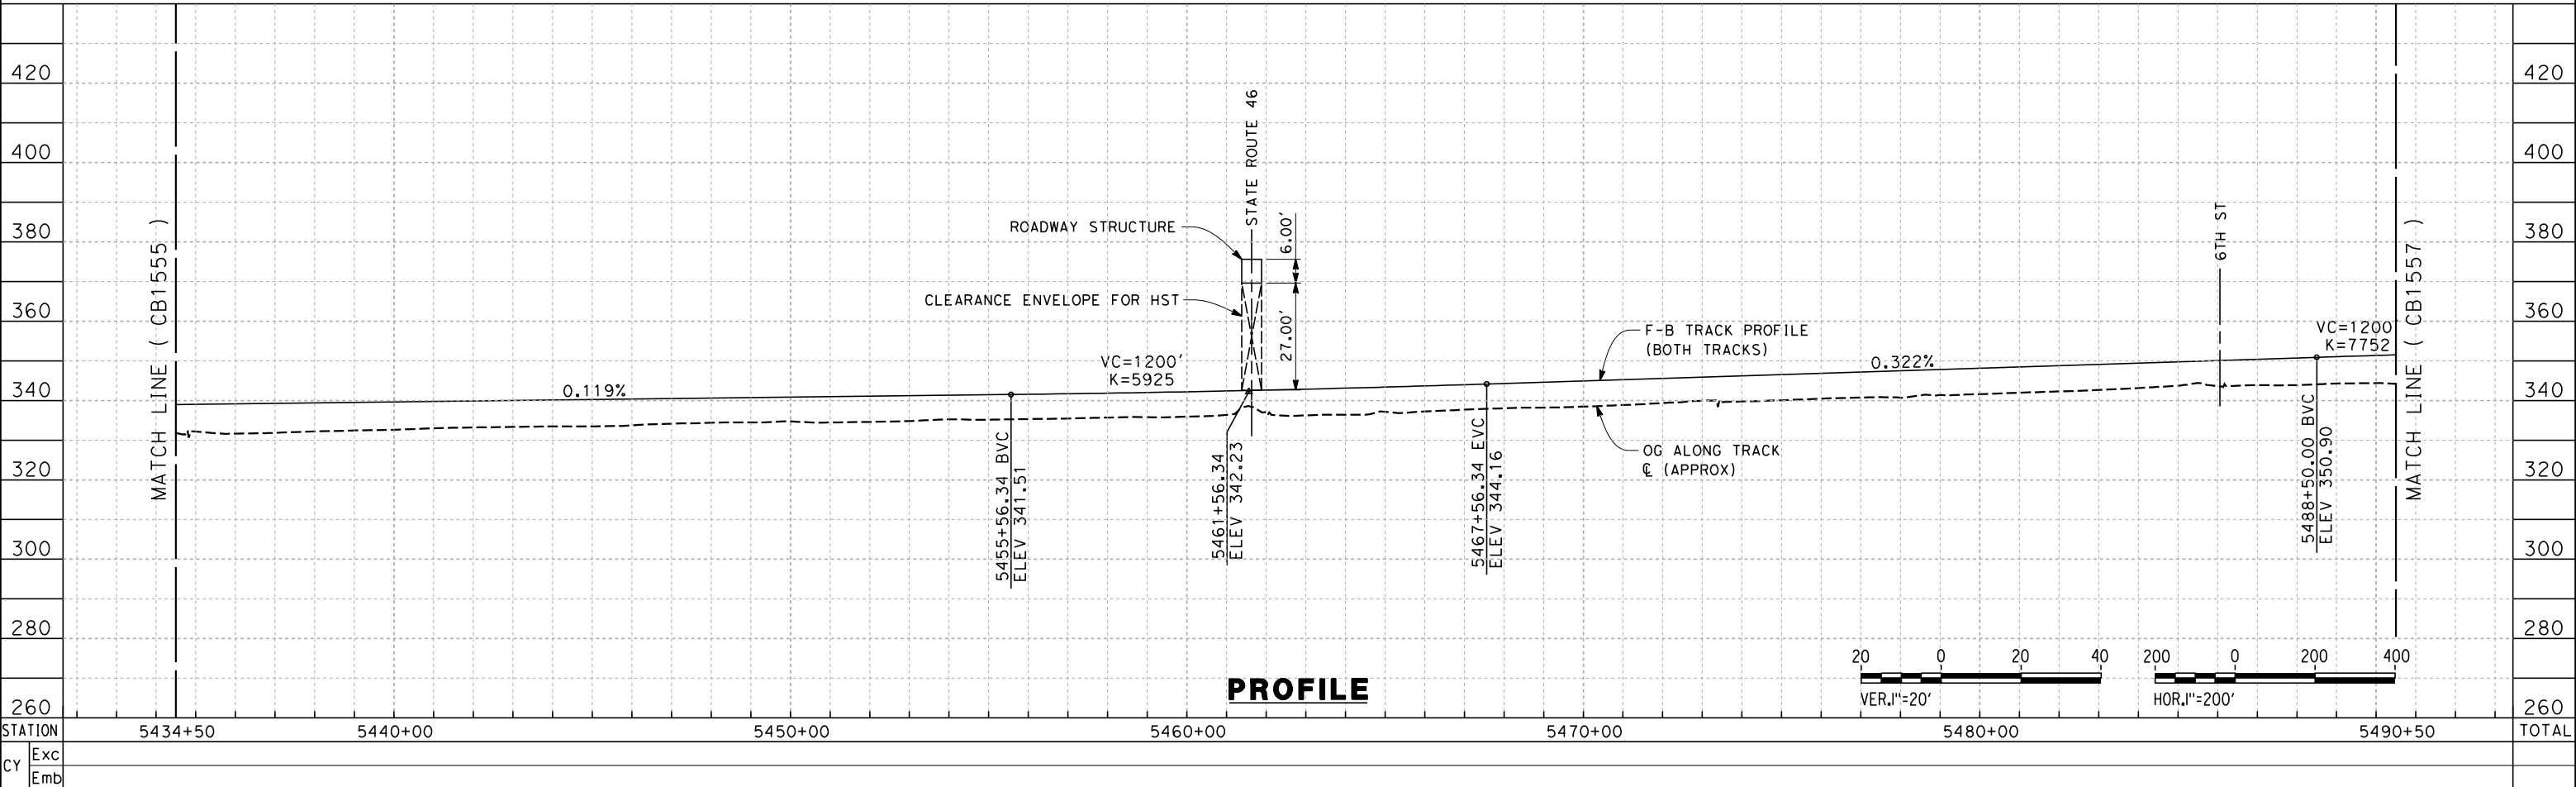 420
400
380
360
340
320
300
280
260
MATCH LINE ( CB1555 )
0.119%
5455+56.34 BVC
ELEV 341.51
VC=1200'
K=5925
ROADWAY STRUCTURE
CLEARANCE ENVELOPE FOR HST
STATE ROUTE 46
6.00'
27.00'
5461+56.34
ELEV 342.23
5467+56.34 EVC
ELEV 344.16
F-B TRACK PROFILE
(BOTH TRACKS)
OG ALONG TRACK
℄ (APPROX)
0.322%
6TH ST
VC=1200
K=7752
5488+50.00 BVC
ELEV 350.90
MATCH LINE ( CB1557 )
420
400
380
360
340
320
300
280
260
PROFILE
20 0 20 40
VER.1"=20'
200 0 200 400
HOR.1"=200'
STATION 5434+50 5440+00 5450+00 5460+00 5470+00 5480+00 5490+50 TOTAL
CY
Exc
Emb